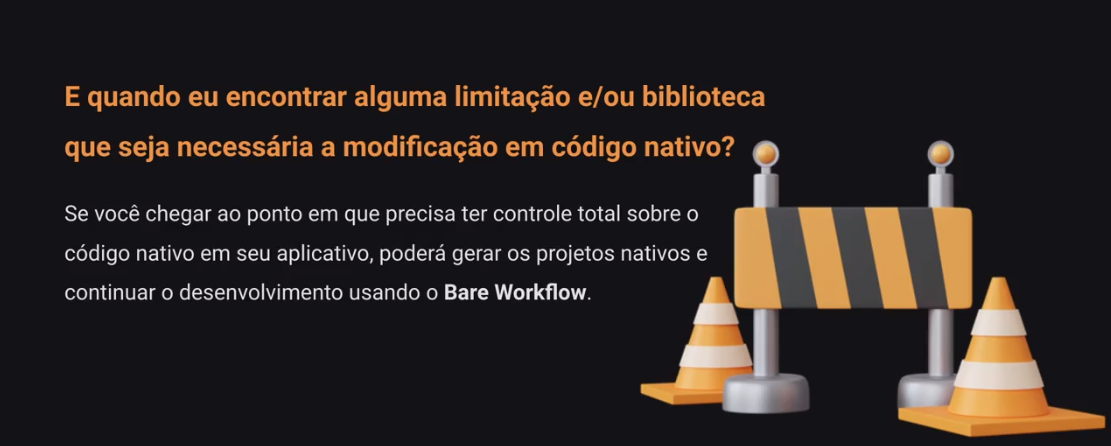 E quando eu encontrar alguma limitação e/ou biblioteca
que seja necessária a modificação em código nativo?
Se você chegar ao ponto em que precisa ter controle total sobre o
código nativo em seu aplicativo, poderá gerar os projetos nativos e
continuar o desenvolvimento usando o Bare Workflow.